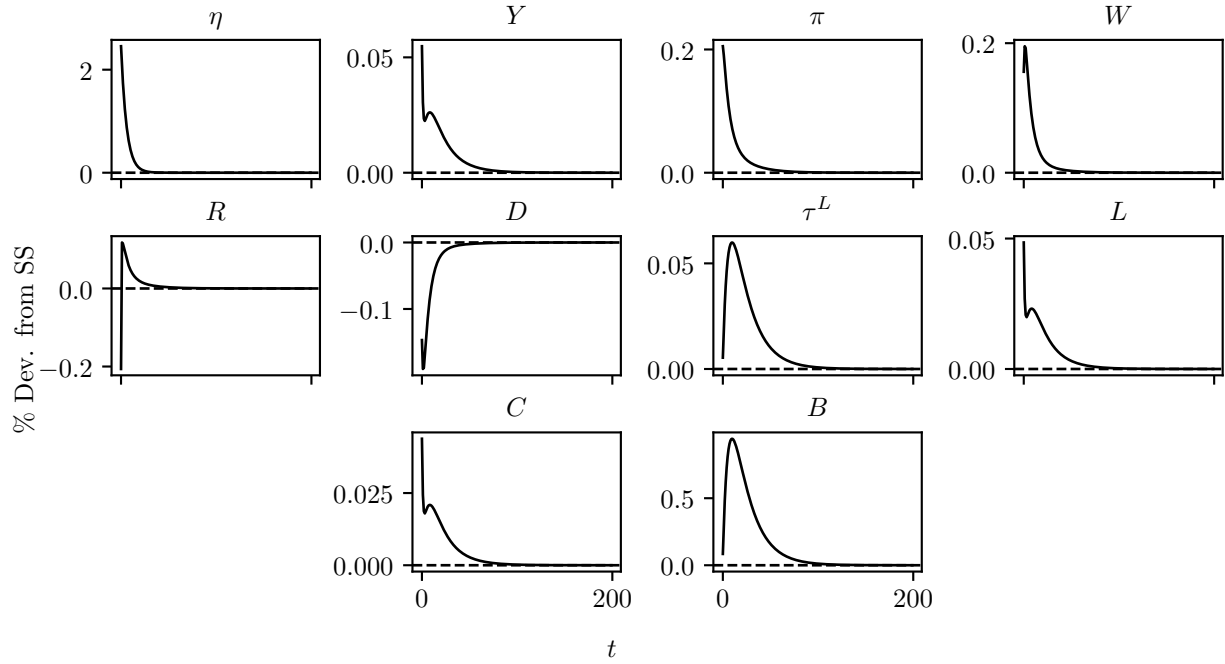 η Y π W
2 0.05 0.2 0.2
0 0.00 0.0 0.0
R D τ^L L
0.0 0.0 0.05 0.05
−0.2 −0.1 0.00 0.00
% Dev. from SS
C B
0.025 0.5
0.000 0.0
0 200 0 200
t